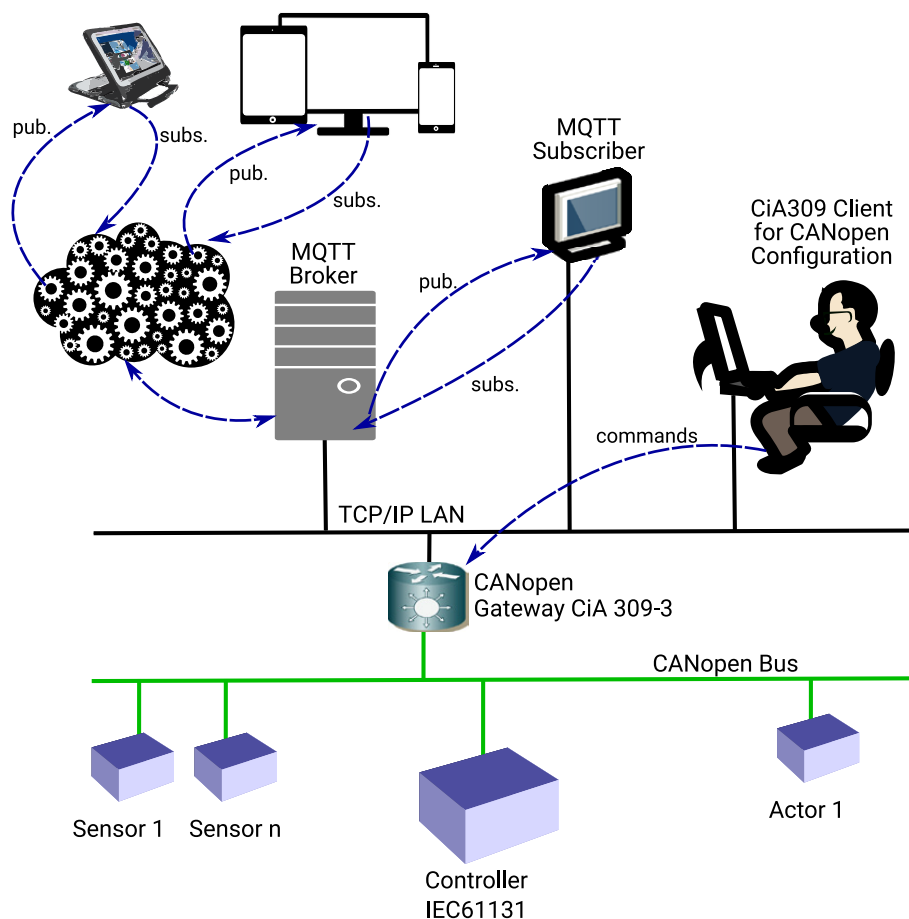 pub.
subs.
pub.
subs.
MQTT
Subscriber
CiA309 Client
for CANopen
Configuration
MQTT
Broker
pub.
subs.
commands
TCP/IP LAN
CANopen
Gateway CiA 309-3
CANopen Bus
Sensor 1
Sensor n
Actor 1
Controller
IEC61131